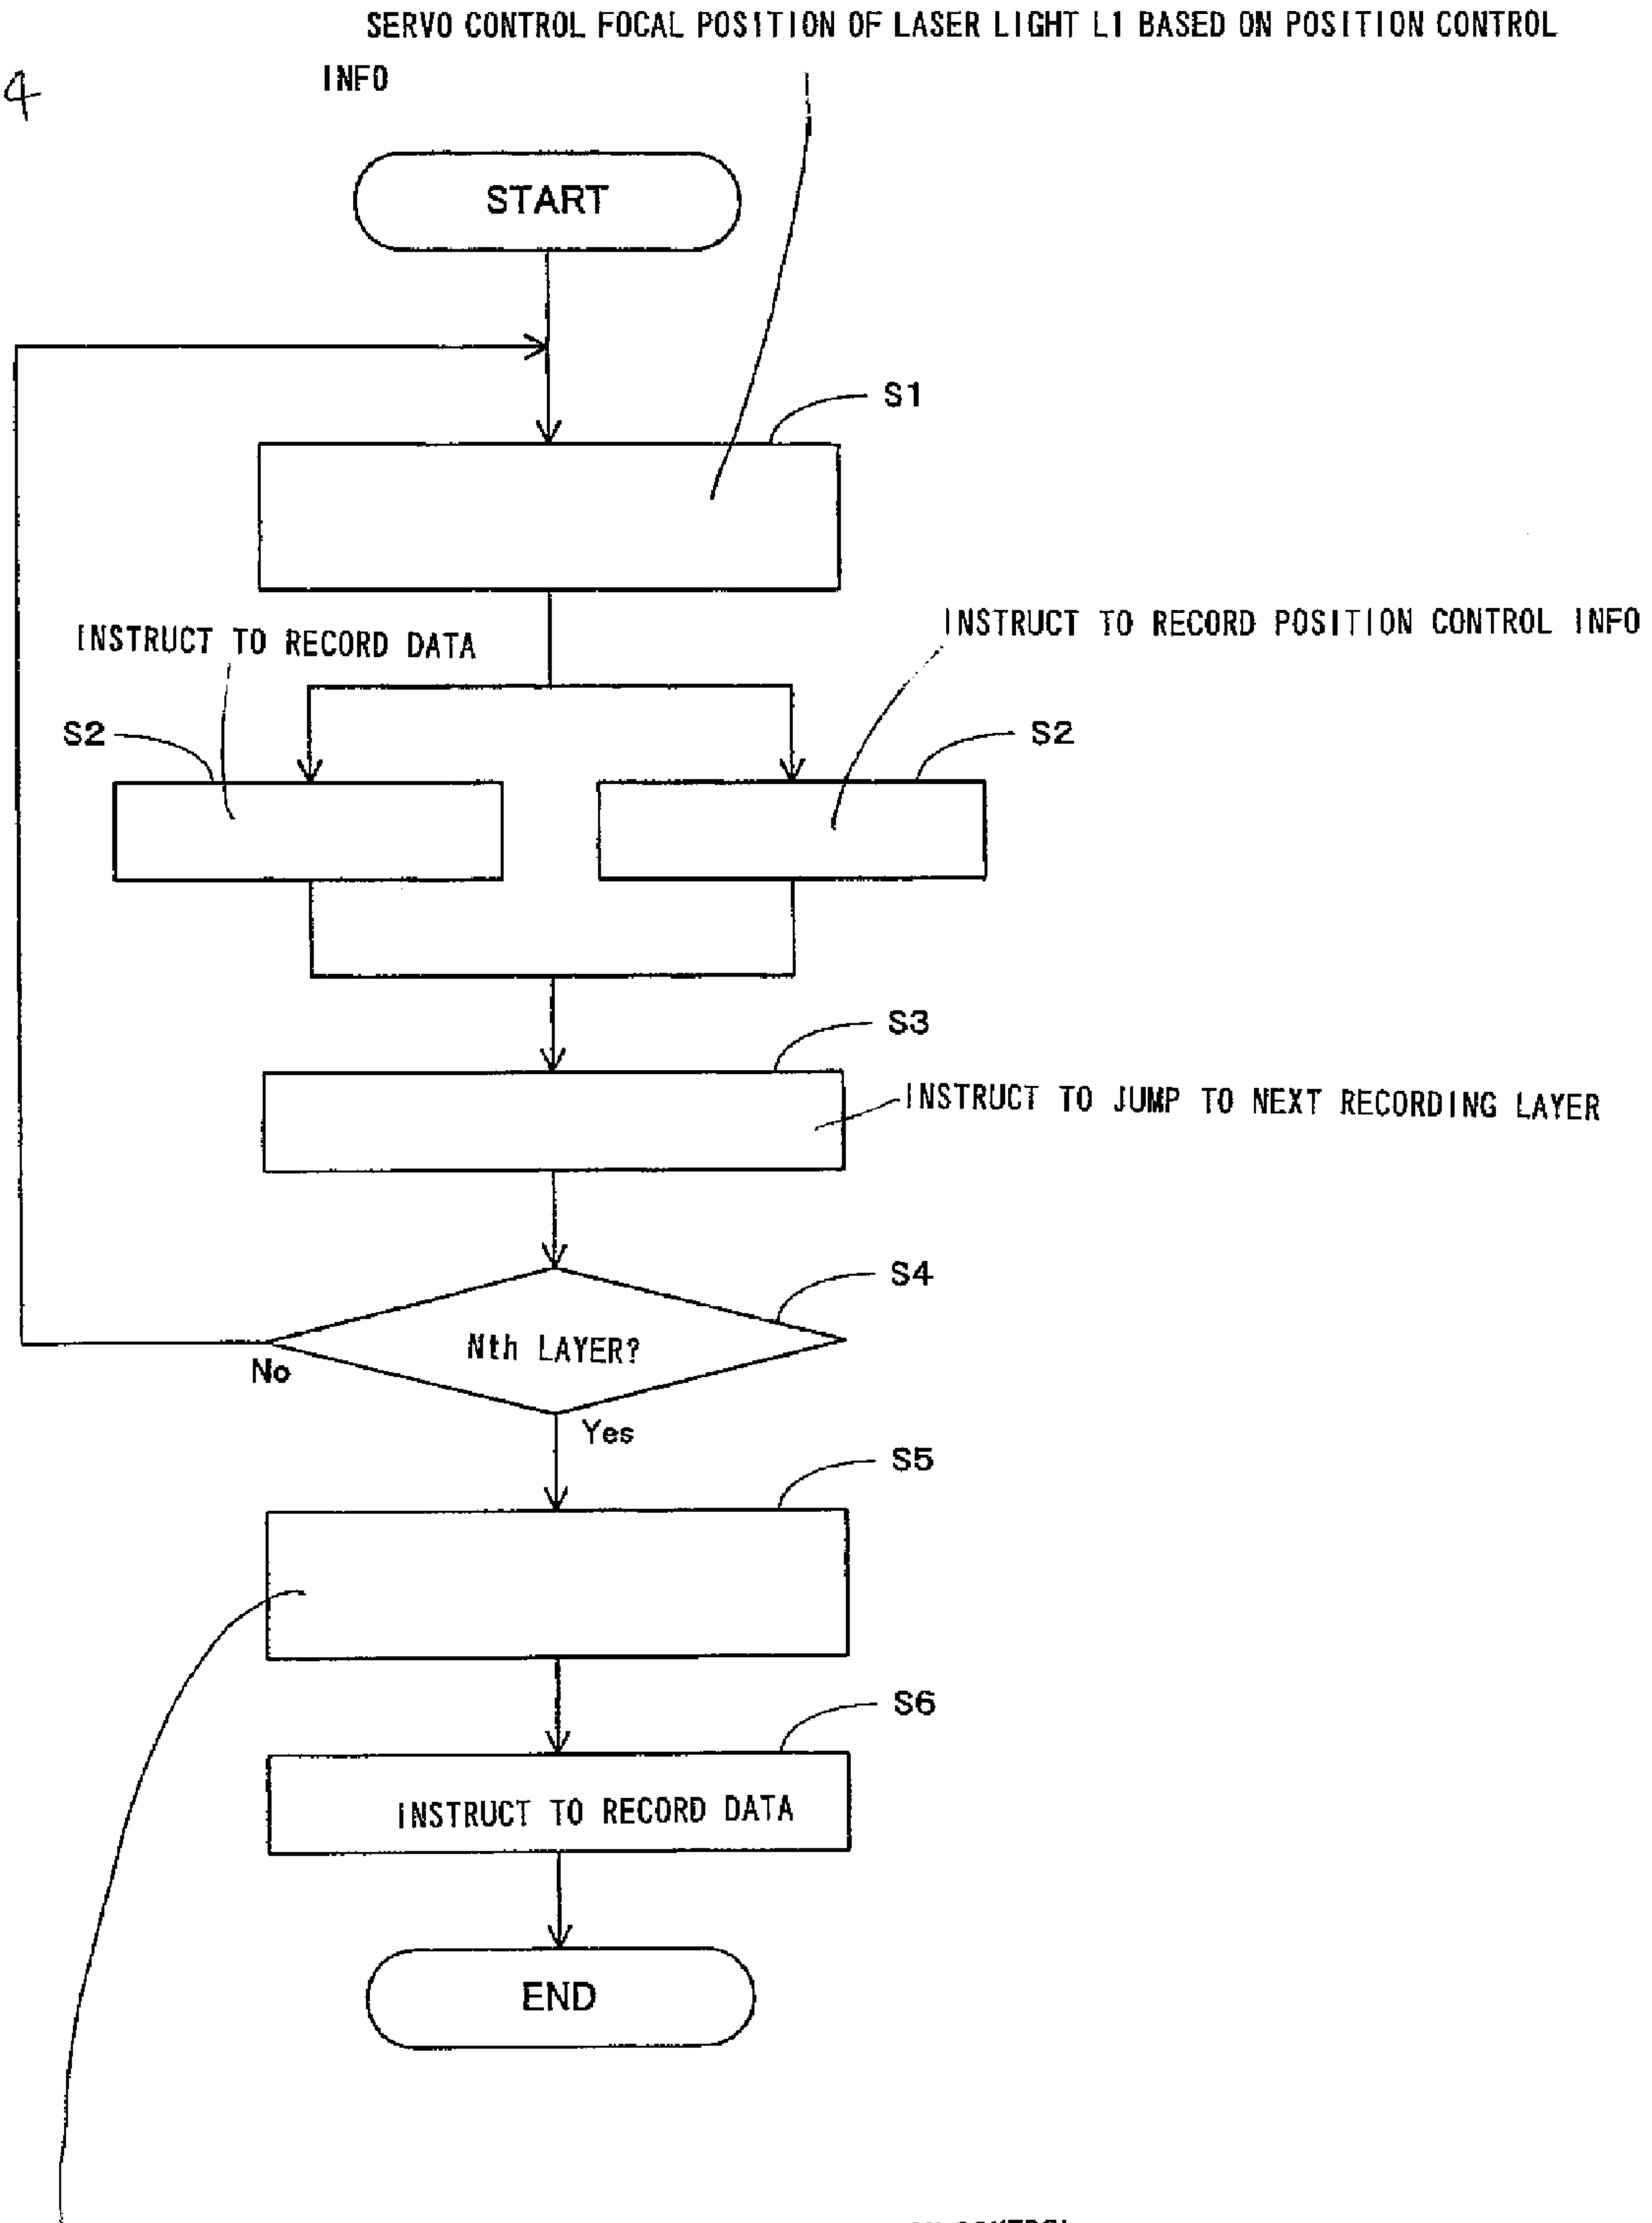 SERVO CONTROL FOCAL POSITION OF LASER LIGHT L1 BASED ON POSITION CONTROL
INFO
4
START
S1
INSTRUCT TO RECORD DATA
INSTRUCT TO RECORD POSITION CONTROL INFO
S2
S2
S3
INSTRUCT TO JUMP TO NEXT RECORDING LAYER
S4
Nth LAYER?
No
Yes
S5
S6
INSTRUCT TO RECORD DATA
END